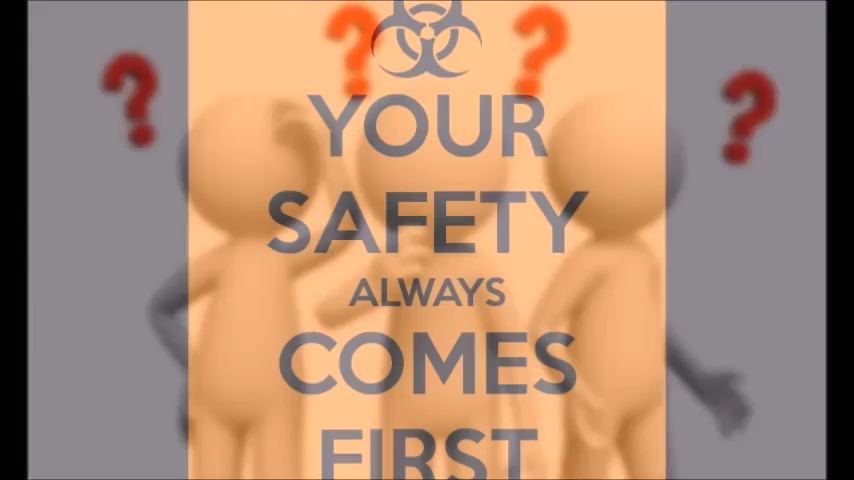 ? ? ? ?
YOUR
SAFETY
ALWAYS
COMES
FIRST